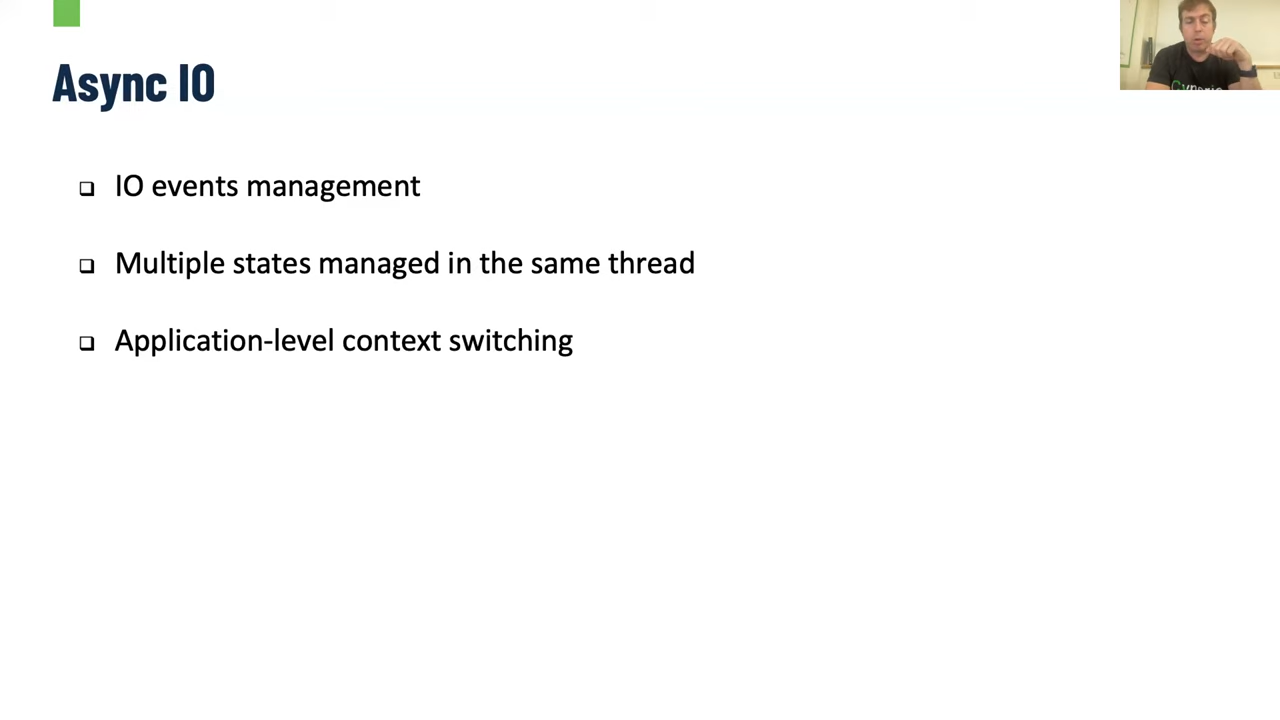 Async IO
IO events management
Multiple states managed in the same thread
Application-level context switching